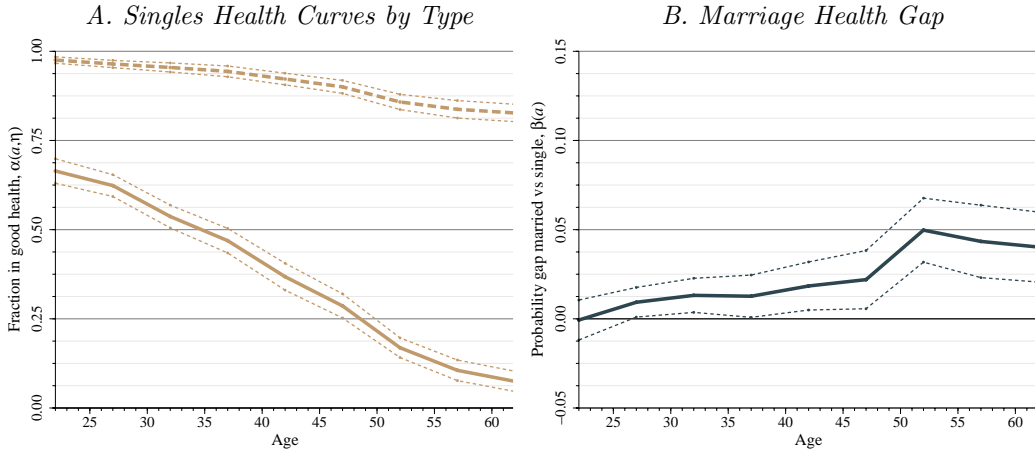 A. Singles Health Curves by Type
Fraction in good health, α(a,η)
1.00
0.75
0.50
0.25
0.00
25 30 35 40 45 50 55 60
Age
B. Marriage Health Gap
Probability gap married vs single, β(a)
0.15
0.10
0.05
0.00
−0.05
25 30 35 40 45 50 55 60
Age